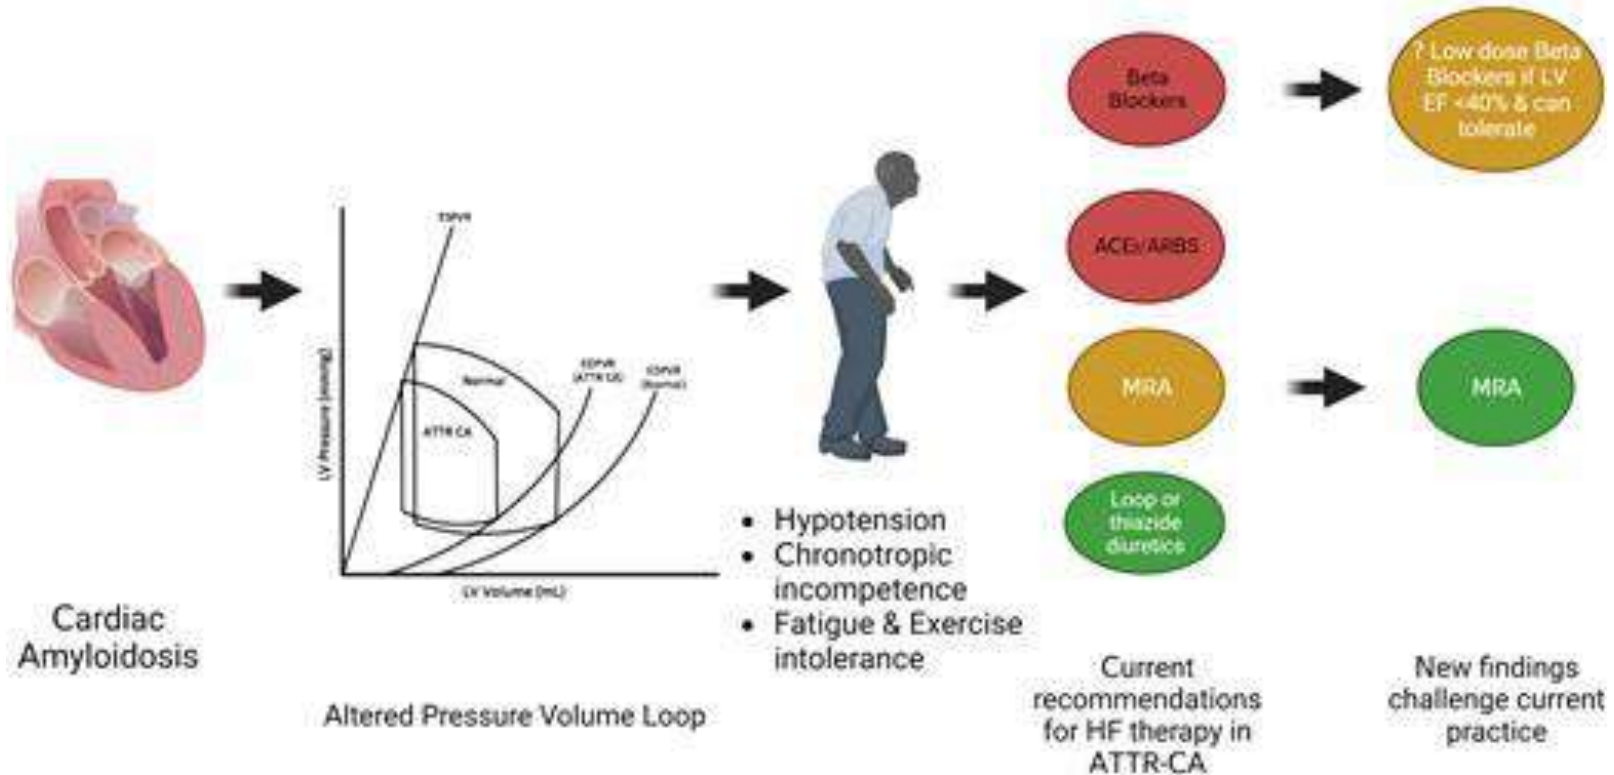 Cardiac
Amyloidosis
ESPVR
Normal
ATTR CA
EDPVR
(ATTR CA)
(Normal)
LV Pressure (mmHg)
LV Volume (mL)
Altered Pressure Volume Loop
• Hypotension
• Chronotropic
incompetence
• Fatigue & Exercise
intolerance
Beta
Blockers
ACEi/ARBS
MRA
Loop or
thiazide
diuretics
Current
recommendations
for HF therapy in
ATTR-CA
? Low dose Beta
Blockers if LV
EF <40% & can
tolerate
MRA
New findings
challenge current
practice